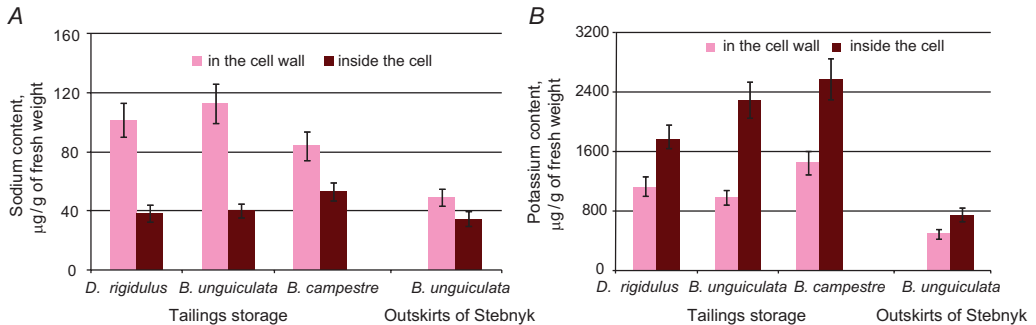 A
160
120
80
40
0
Sodium content,
µg / g of fresh weight
in the cell wall inside the cell
D. rigidulus B. unguiculata B. campestre B. unguiculata
Tailings storage Outskirts of Stebnyk
B
3200
2400
1600
800
0
Potassium content,
µg / g of fresh weight
in the cell wall inside the cell
D. rigidulus B. unguiculata B. campestre B. unguiculata
Tailings storage Outskirts of Stebnyk